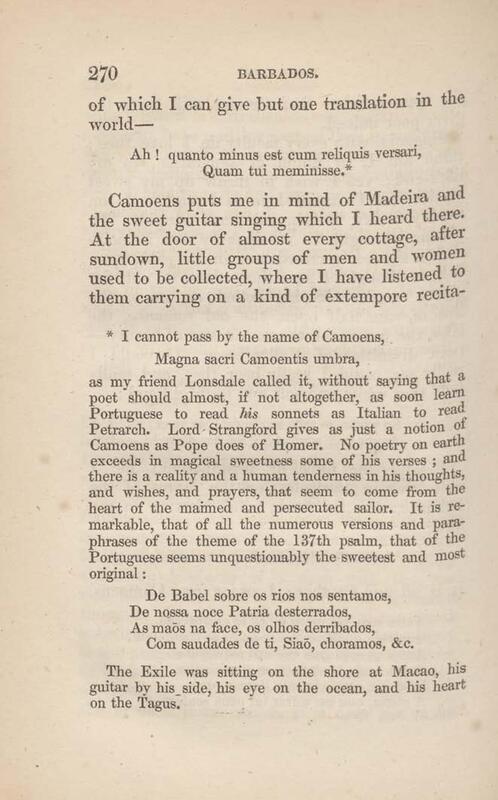 270 BARBADOS.
of which I can give but one translation in the
world—
Ah ! quanto minus est cum reliquis versari,
Quam tui meminisse.*
Camoens puts me in mind of Madeira and
the sweet guitar singing which I heard there.
At the door of almost every cottage, after
sundown, little groups of men and women
used to be collected, where I have listened to
them carrying on a kind of extempore recita-
* I cannot pass by the name of Camoens,
Magna sacri Camoentis umbra,
as my friend Lonsdale called it, without saying that a
poet should almost, if not altogether, as soon learn
Portuguese to read his sonnets as Italian to read
Petrarch. Lord Strangford gives as just a notion of
Camoens as Pope does of Homer. No poetry on earth
exceeds in magical sweetness some of his verses ; and
there is a reality and a human tenderness in his thoughts,
and wishes, and prayers, that seem to come from the
heart of the maimed and persecuted sailor. It is re-
markable, that of all the numerous versions and para-
phrases of the theme of the 137th psalm, that of the
Portuguese seems unquestionably the sweetest and most
original :
De Babel sobre os rios nos sentamos,
De nossa noce Patria desterrados,
As maõs na face, os olhos derribados,
Com saudades de ti, Siaõ, choramos, &c.
The Exile was sitting on the shore at Macao, his
guitar by his side, his eye on the ocean, and his heart
on the Tagus.